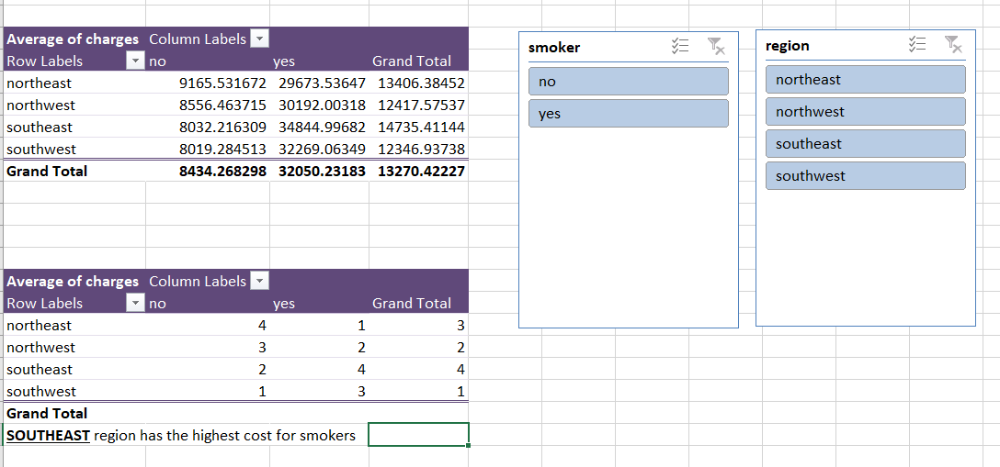 Average of charges Column Labels
Row Labels no yes Grand Total
northeast 9165.531672 29673.53647 13406.38452
northwest 8556.463715 30192.00318 12417.57537
southeast 8032.216309 34844.99682 14735.41144
southwest 8019.284513 32269.06349 12346.93738
Grand Total 8434.268298 32050.23183 13270.42227
Average of charges Column Labels
Row Labels no yes Grand Total
northeast 4 1 3
northwest 3 2 2
southeast 2 4 4
southwest 1 3 1
Grand Total
SOUTHEAST region has the highest cost for smokers
smoker
no
yes
region
northeast
northwest
southeast
southwest